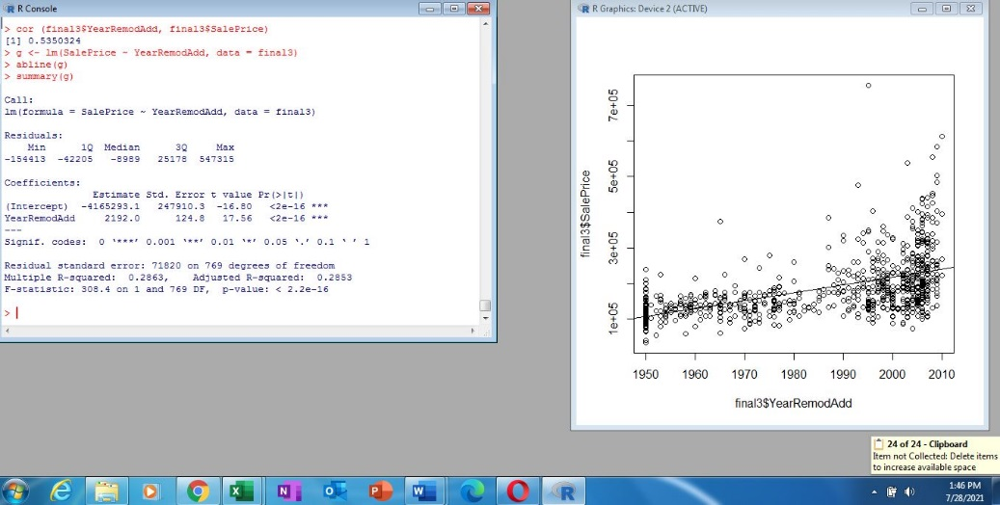 R Console
> cor (final3$YearRemodAdd, final3$SalePrice)
[1] 0.5350324
> g <- lm(SalePrice ~ YearRemodAdd, data = final3)
> abline(g)
> summary(g)
Call:
lm(formula = SalePrice ~ YearRemodAdd, data = final3)
Residuals:
Min 1Q Median 3Q Max
-154413 -42205 -8989 25178 547315
Coefficients:
Estimate Std. Error t value Pr(>|t|)
(Intercept) -4165293.1 247910.3 -16.80 <2e-16 ***
YearRemodAdd 2192.0 124.8 17.56 <2e-16 ***
---
Signif. codes: 0 '***' 0.001 '**' 0.01 '*' 0.05 '.' 0.1 ' ' 1
Residual standard error: 71820 on 769 degrees of freedom
Multiple R-squared: 0.2863, Adjusted R-squared: 0.2853
F-statistic: 308.4 on 1 and 769 DF, p-value: < 2.2e-16
>
R Graphics: Device 2 (ACTIVE)
7e+05
5e+05
3e+05
1e+05
final3$SalePrice
1950 1960 1970 1980 1990 2000 2010
final3$YearRemodAdd
24 of 24 - Clipboard
Item not Collected: Delete items
to increase available space
1:46 PM
7/28/2021